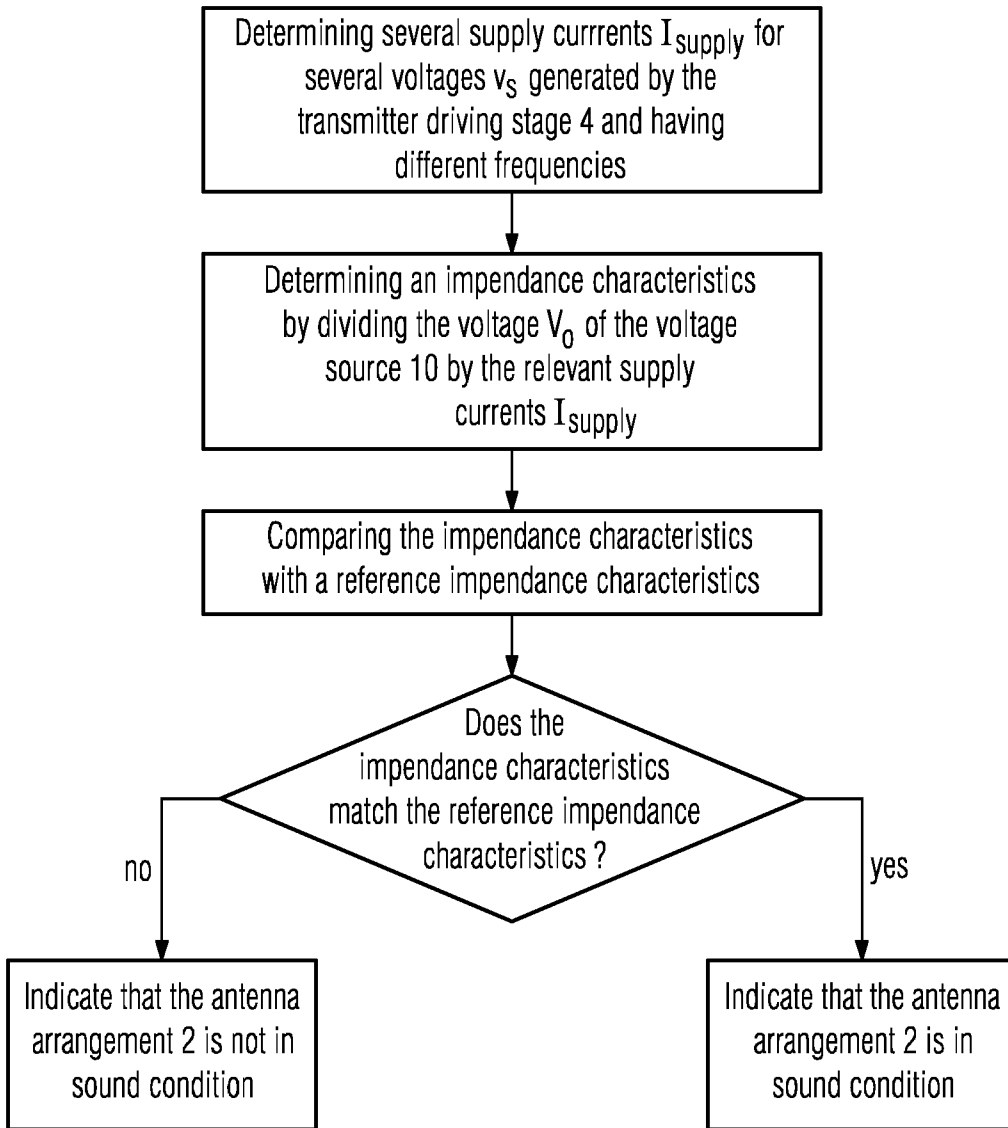 Determining several supply currrents Isupply for
several voltages vS generated by the
transmitter driving stage 4 and having
different frequencies
Determining an impendance characteristics
by dividing the voltage V0 of the voltage
source 10 by the relevant supply
currents Isupply
Comparing the impendance characteristics
with a reference impendance characteristics
Does the
impendance characteristics
match the reference impendance
characteristics ?
no
yes
Indicate that the antenna
arrangement 2 is not in
sound condition
Indicate that the antenna
arrangement 2 is in
sound condition